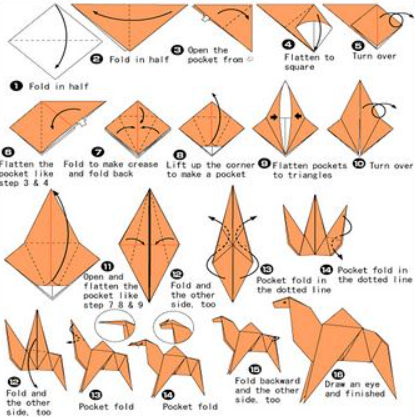 1 Fold in half
2 Fold in half
3 Open the
pocket from
4 Flatten to
square
5 Turn over
6
Flatten the
pocket like
step 3 & 4
7
Fold to make crease
and fold back
8
Lift up the corner
to make a pocket
9 Flatten pockets
to triangles
10 Turn over
11
Open and
flatten the
pocket like
step 7 8 & 9
12
Fold and
the other
side, too
13
Pocket fold in
the dotted line
14 Pocket fold in
the dotted line
12
Fold and
the other
side, too
13
Pocket fold
14
Pocket fold
15
Fold backward
and the other
side, too
16
Draw an eye
and finished